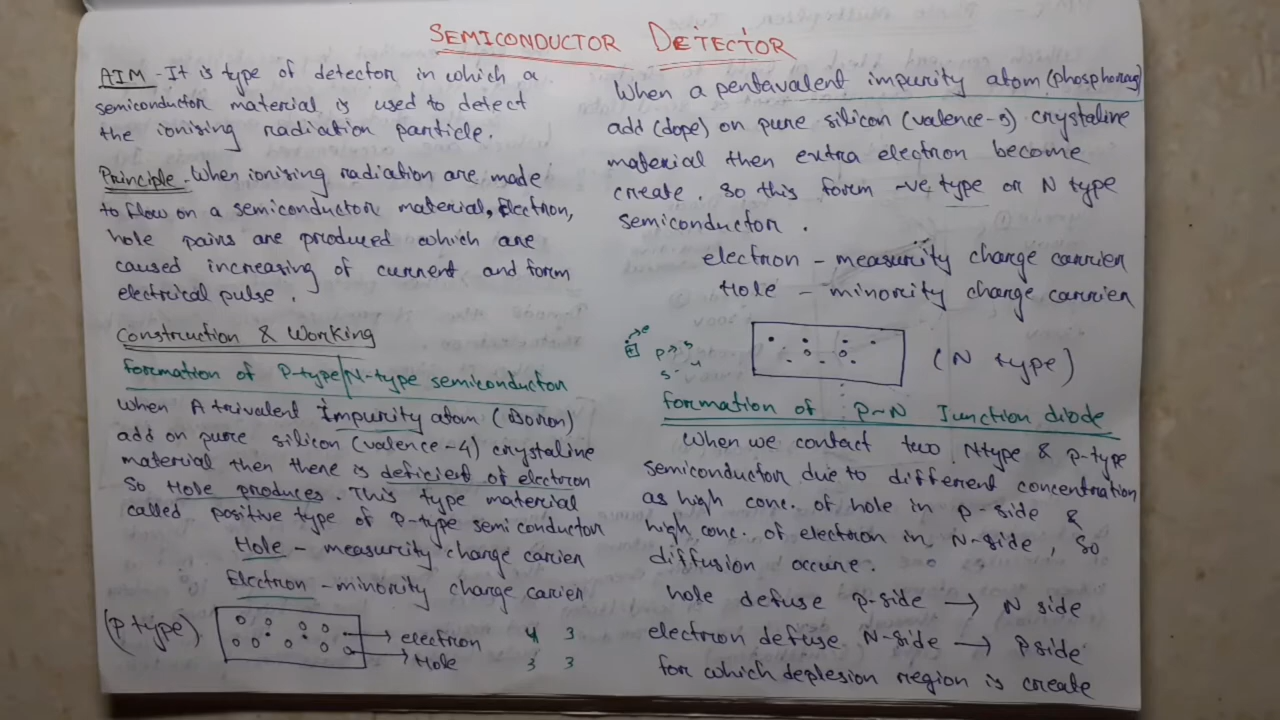 SEMICONDUCTOR DETECTOR
AIM - It is type of detector in which a
semiconductor material is used to detect
the ionising radiation particle.
Principle. When ionising radiation are made
to flow on a semiconductor material, Electron,
hole pains are produced which are
caused increasing of current and form
electrical pulse.
Construction & Working
formation of P-type/N-type semiconductor
When A trivalent Impurity atom (Boron)
add on pure silicon (valence-4) crystaline
material then there is deficient of electron
So Hole produces. This type material
called positive type of P-type semi conductor
Hole - measurity charge carien
Electron - minority charge carien
(P type)
electron
Hole
4 3
3 3
When a pentavalent impurity atom (phosphorus)
add (dope) on pure silicon (valence-5) crystaline
material then extra electron become
create. So this form -ve type or N type
semiconductor.
electron - measurity charge carrier
Hole - minority charge carrier
(N type)
formation of P-N Junction diode
When we contact two N type & p-type
semiconductor due to different concentration
as high conc. of hole in p-side &
high conc. of electron in N-side, so
diffusion occure.
hole defuse p-side → N side
electron defuse N-side → P side
for which deplesion region is create